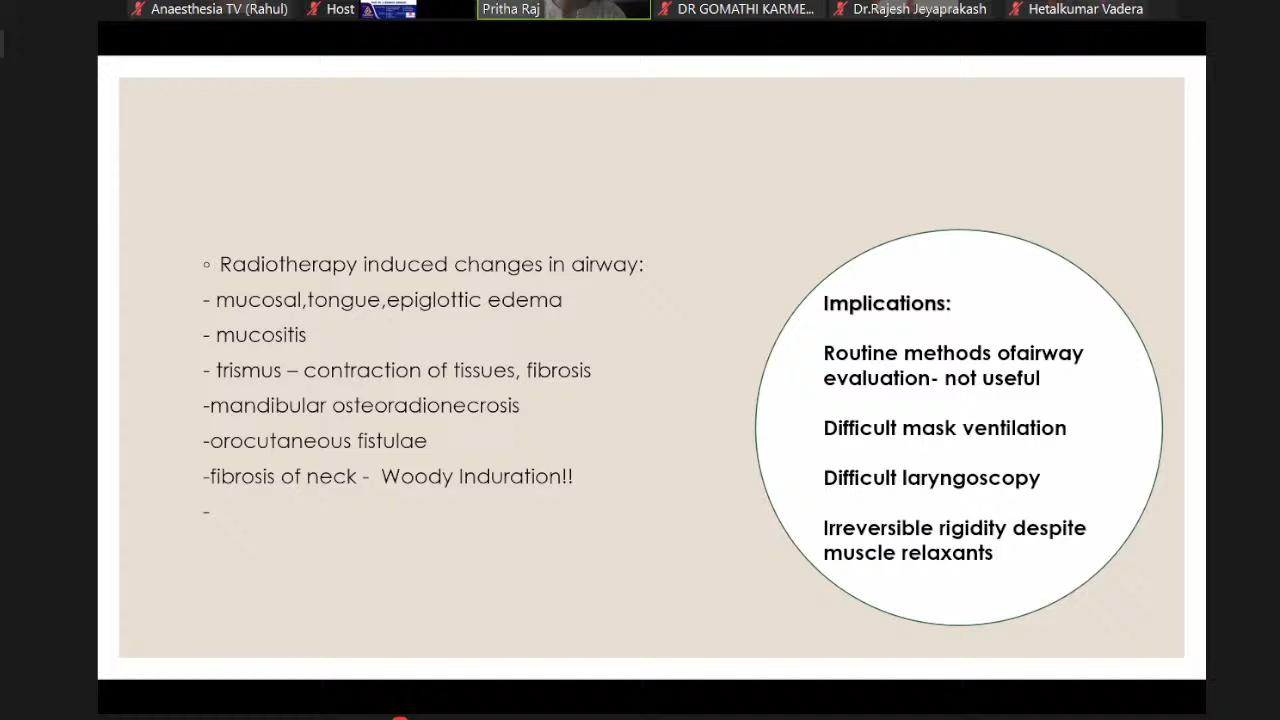 Anaesthesia TV (Rahul) Host Pritha Raj DR GOMATHI KARME... Dr.Rajesh Jeyaprakash Hetalkumar Vadera
◦ Radiotherapy induced changes in airway:
- mucosal,tongue,epiglottic edema
- mucositis
- trismus – contraction of tissues, fibrosis
-mandibular osteoradionecrosis
-orocutaneous fistulae
-fibrosis of neck - Woody Induration!!
-
Implications:
Routine methods ofairway
evaluation- not useful
Difficult mask ventilation
Difficult laryngoscopy
Irreversible rigidity despite
muscle relaxants